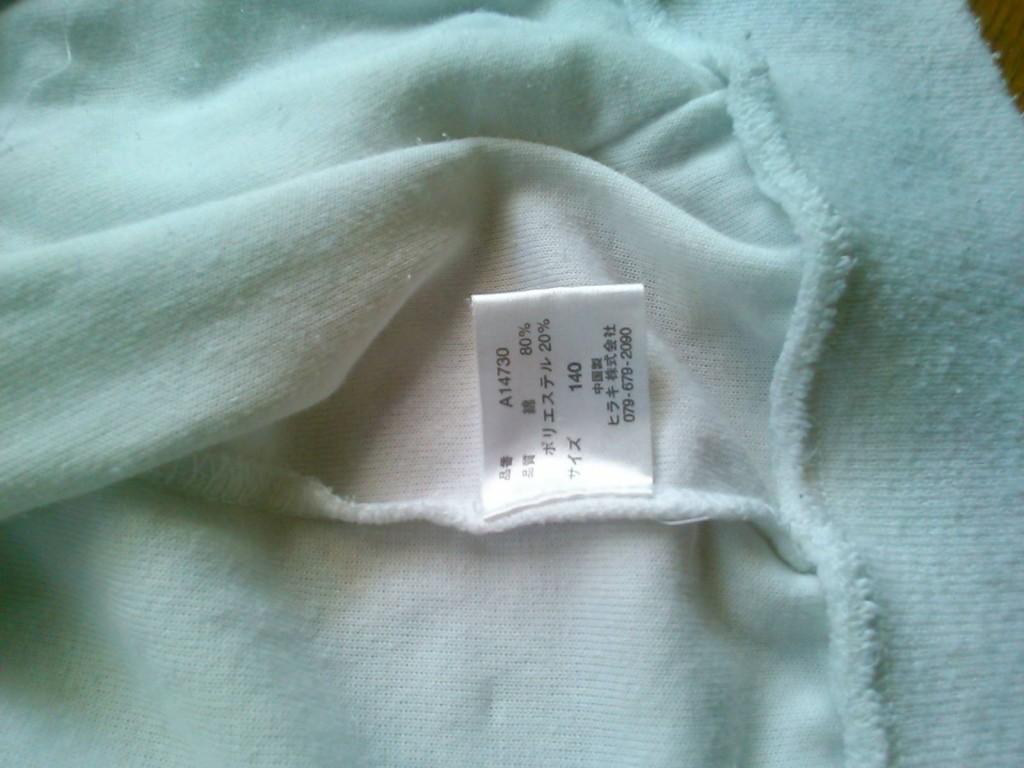 品番 A14730
品質 綿 80%
ポリエステル 20%
サイズ 140
中国製
ヒラキ 株式会社
079-679-2090